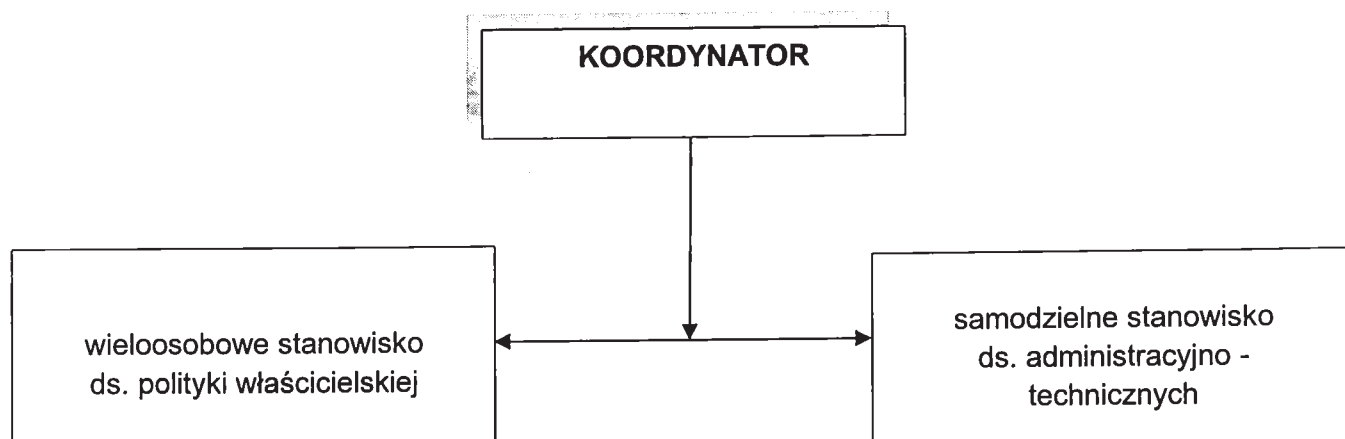 KOORDYNATOR
wieloosobowe stanowisko
ds. polityki właścicielskiej
samodzielne stanowisko
ds. administracyjno -
technicznych